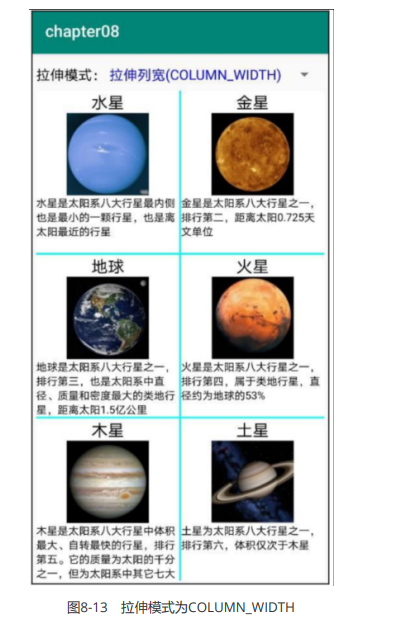 chapter08
拉伸模式： 拉伸列宽(COLUMN_WIDTH)
水星
水星是太阳系八大行星最内侧
也是最小的一颗行星，也是离
太阳最近的行星
金星
金星是太阳系八大行星之一，
排行第二，距离太阳0.725天
文单位
地球
地球是太阳系八大行星之一，
排行第三，也是太阳系中直
径、质量和密度最大的类地行
星，距离太阳1.5亿公里
火星
火星是太阳系八大行星之一，
排行第四，属于类地行星，直
径约为地球的53%
木星
木星是太阳系八大行星中体积
最大、自转最快的行星，排行
第五。它的质量为太阳的千分
之一，但为太阳系中其它七大
土星
土星为太阳系八大行星之一，
排行第六，体积仅次于木星
图8-13 拉伸模式为COLUMN_WIDTH